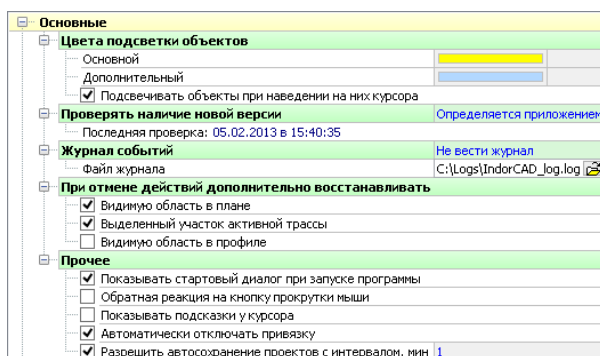 Основные
Цвета подсветки объектов
Основной
Дополнительный
Подсвечивать объекты при наведении на них курсора
Проверять наличие новой версии Определяется приложением
Последняя проверка: 05.02.2013 в 15:40:35
Журнал событий Не вести журнал
Файл журнала C:\Logs\IndorCAD_log.log
При отмене действий дополнительно восстанавливать
Видимую область в плане
Выделенный участок активной трассы
Видимую область в профиле
Прочее
Показывать стартовый диалог при запуске программы
Обратная реакция на кнопку прокрутки мыши
Показывать подсказки у курсора
Автоматически отключать привязку
Разрешить автосохранение проектов с интервалом, мин 1